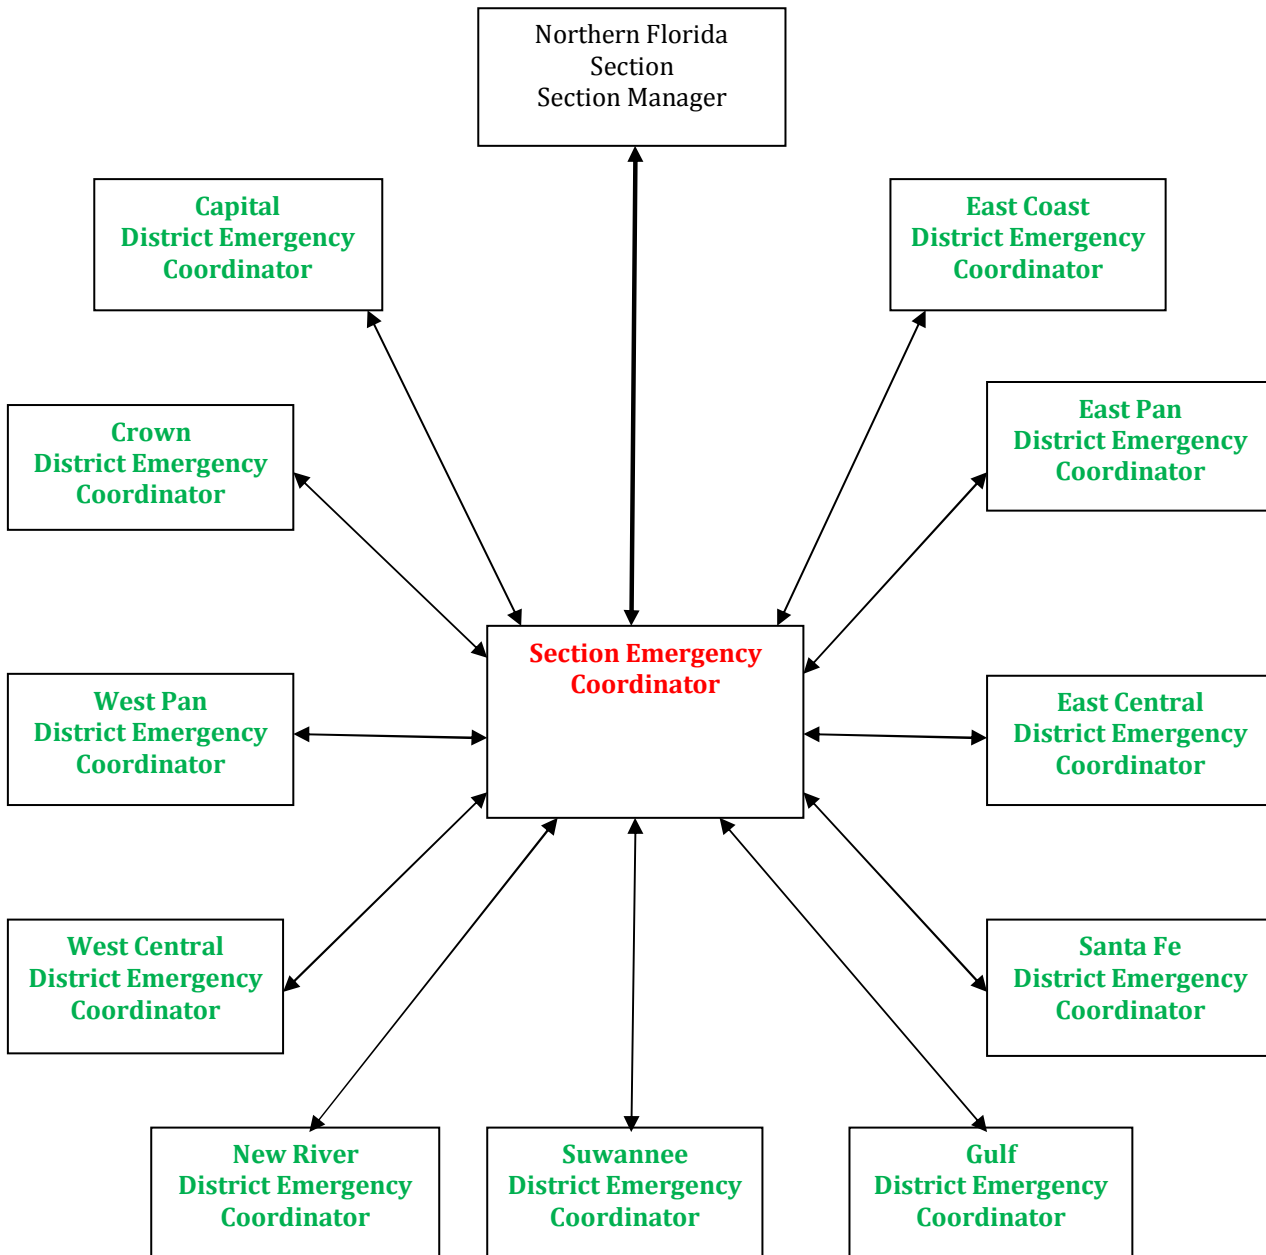 Northern Florida
Section
Section Manager
Capital
District Emergency
Coordinator
East Coast
District Emergency
Coordinator
Crown
District Emergency
Coordinator
East Pan
District Emergency
Coordinator
Section Emergency
Coordinator
West Pan
District Emergency
Coordinator
East Central
District Emergency
Coordinator
West Central
District Emergency
Coordinator
Santa Fe
District Emergency
Coordinator
New River
District Emergency
Coordinator
Suwannee
District Emergency
Coordinator
Gulf
District Emergency
Coordinator